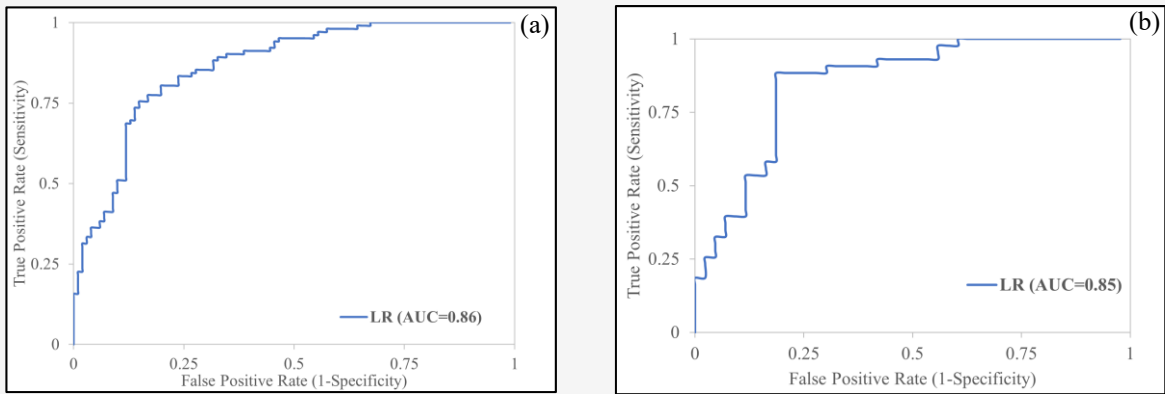 (a)
True Positive Rate (Sensitivity)
1
0.75
0.5
0.25
0
LR (AUC=0.86)
0 0.25 0.5 0.75 1
False Positive Rate (1-Specificity)
(b)
True Positive Rate (Sensitivity)
1
0.75
0.5
0.25
0
LR (AUC=0.85)
0 0.25 0.5 0.75 1
False Positive Rate (1-Specificity)